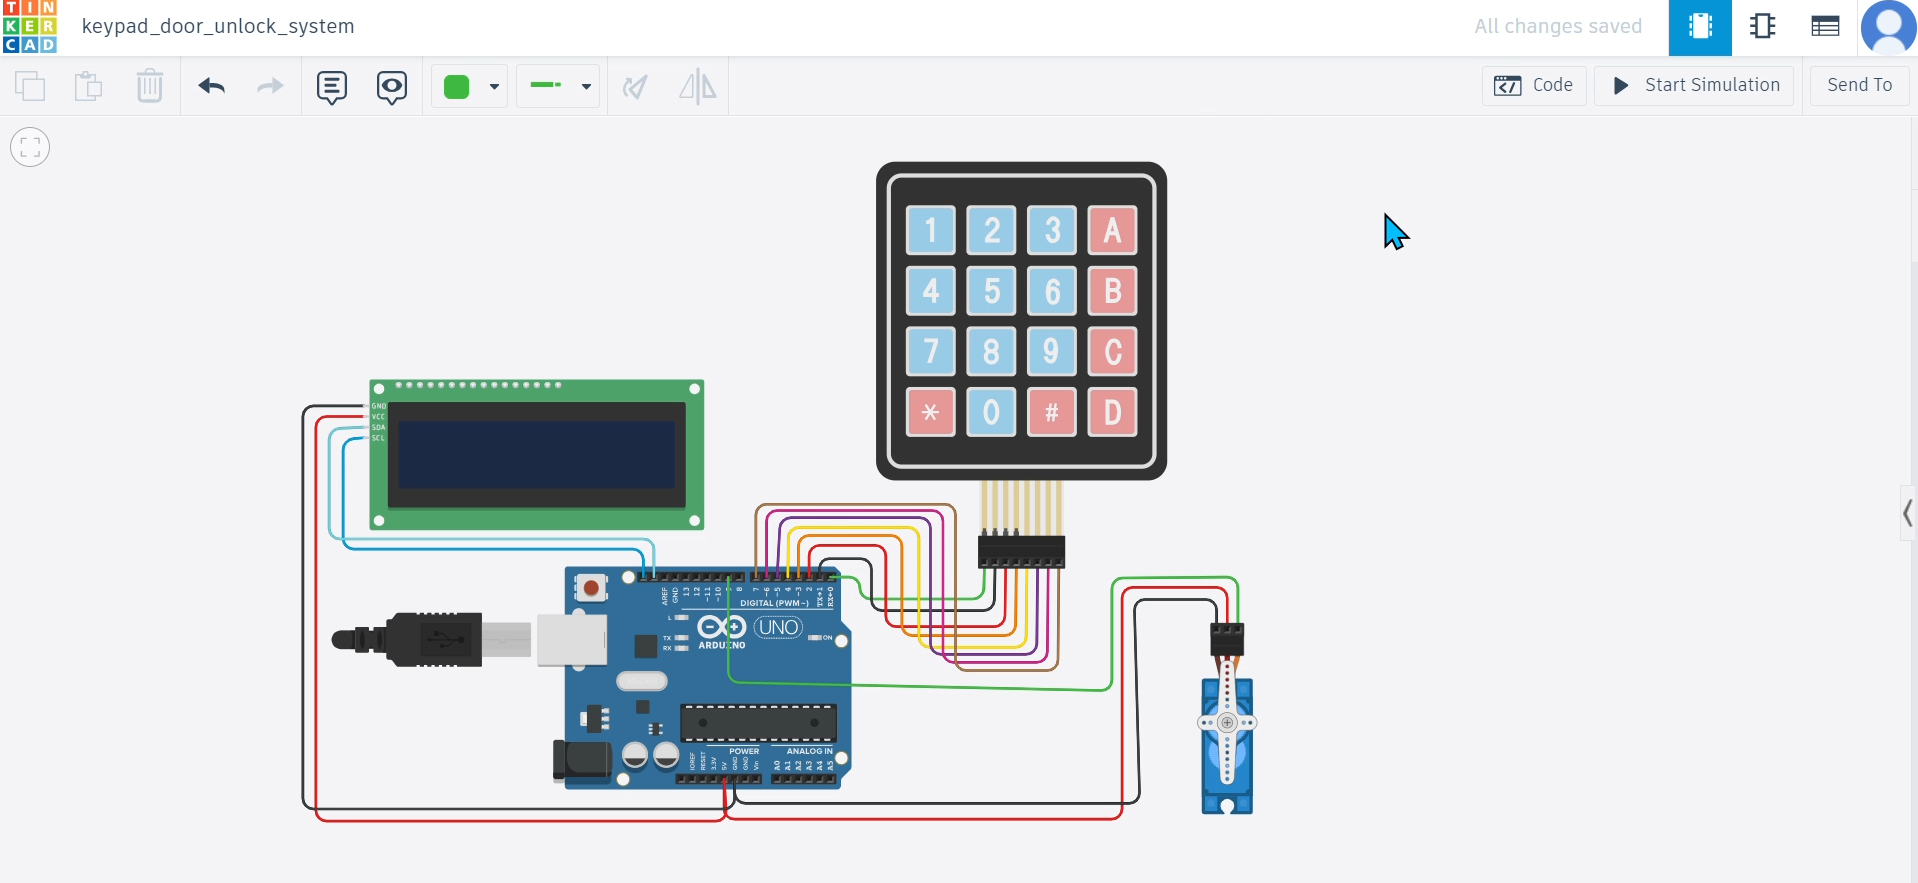 TIN
KER
CAD
keypad_door_unlock_system
All changes saved
Code
Start Simulation
Send To
1 2 3 A
4 5 6 B
7 8 9 C
* 0 # D
GND
VCC
SDA
SCL
AREF
GND
13
12
~11
~10
8
7
~6
~5
4
~3
2
TX→1
RX←0
DIGITAL (PWM~)
L
TX
RX
UNO
ON
ARDUINO
POWER
ANALOG IN
IOREF
RESET
3.3V
5V
GND
GND
Vin
A0
A1
A2
A3
A4
A5